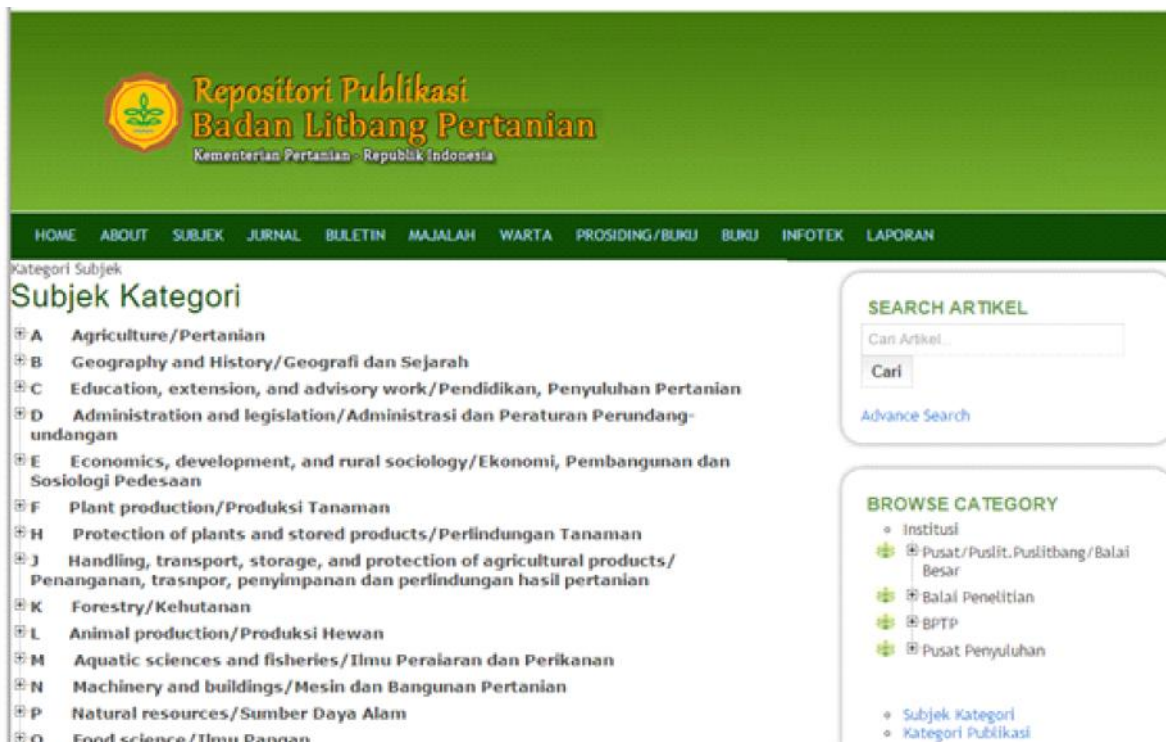 Repositori Publikasi
Badan Litbang Pertanian
Kementerian Pertanian - Republik Indonesia
HOME ABOUT SUBJEK JURNAL BULETIN MAJALAH WARTA PROSIDING/BUKU BUKU INFOTEK LAPORAN
Kategori Subjek
Subjek Kategori
A Agriculture/Pertanian
B Geography and History/Geografi dan Sejarah
C Education, extension, and advisory work/Pendidikan, Penyuluhan Pertanian
D Administration and legislation/Administrasi dan Peraturan Perundang-
undangan
E Economics, development, and rural sociology/Ekonomi, Pembangunan dan
Sosiologi Pedesaan
F Plant production/Produksi Tanaman
H Protection of plants and stored products/Perlindungan Tanaman
J Handling, transport, storage, and protection of agricultural products/
Penanganan, trasnpor, penyimpanan dan perlindungan hasil pertanian
K Forestry/Kehutanan
L Animal production/Produksi Hewan
M Aquatic sciences and fisheries/Ilmu Peraiaran dan Perikanan
N Machinery and buildings/Mesin dan Bangunan Pertanian
P Natural resources/Sumber Daya Alam
Q Food science/Ilmu Pangan
SEARCH ARTIKEL
Cari Artikel...
Cari
Advance Search
BROWSE CATEGORY
Institusi
Pusat/Puslit.Puslitbang/Balai
Besar
Balai Penelitian
BPTP
Pusat Penyuluhan
Subjek Kategori
Kategori Publikasi